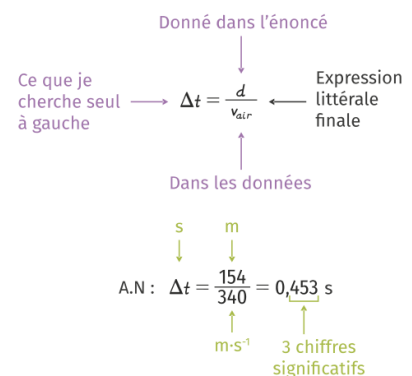 Donné dans l'énoncé
Ce que je
cherche seul
à gauche
Δt = d / v_air
Expression
littérale
finale
Dans les données
s m
A.N : Δt = 154 / 340 = 0,453 s
m·s⁻¹
3 chiffres
significatifs